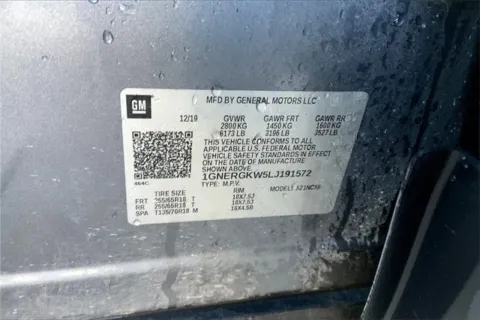 GM
MFD BY GENERAL MOTORS LLC
12/19 GVWR GAWR FRT GAWR RR
2800 KG 1450 KG 1600 KG
6173 LB 3196 LB 3527 LB
THIS VEHICLE CONFORMS TO ALL
APPLICABLE U.S. FEDERAL MOTOR
VEHICLE SAFETY STANDARDS IN EFFECT
ON THE DATE OF MANUFACTURE
SHOWN ABOVE.
1GNERGKW5LJ191572
TYPE: M.P.V.
TIRE SIZE RIM MODEL:
FRT 255/65R18 T 18X7.5J
RR 255/65R18 T 18X7.5J
SPA T135/70R18 M 18X4.5B